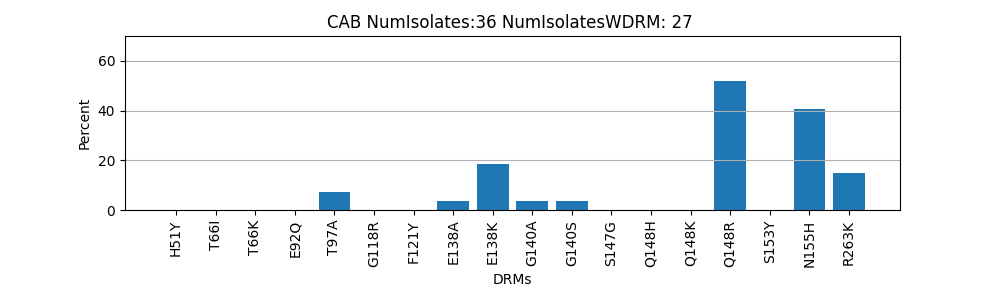 CAB NumIsolates:36 NumIsolatesWDRM: 27
60
40
20
0
Percent
H51Y
T66I
T66K
E92Q
T97A
G118R
F121Y
E138A
E138K
G140A
G140S
S147G
Q148H
Q148K
Q148R
S153Y
N155H
R263K
DRMs